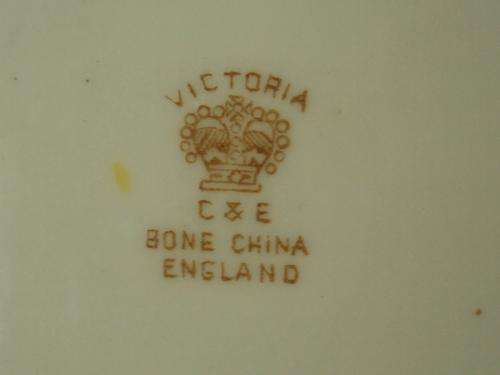 VICTORIA
C & E
BONE CHINA
ENGLAND